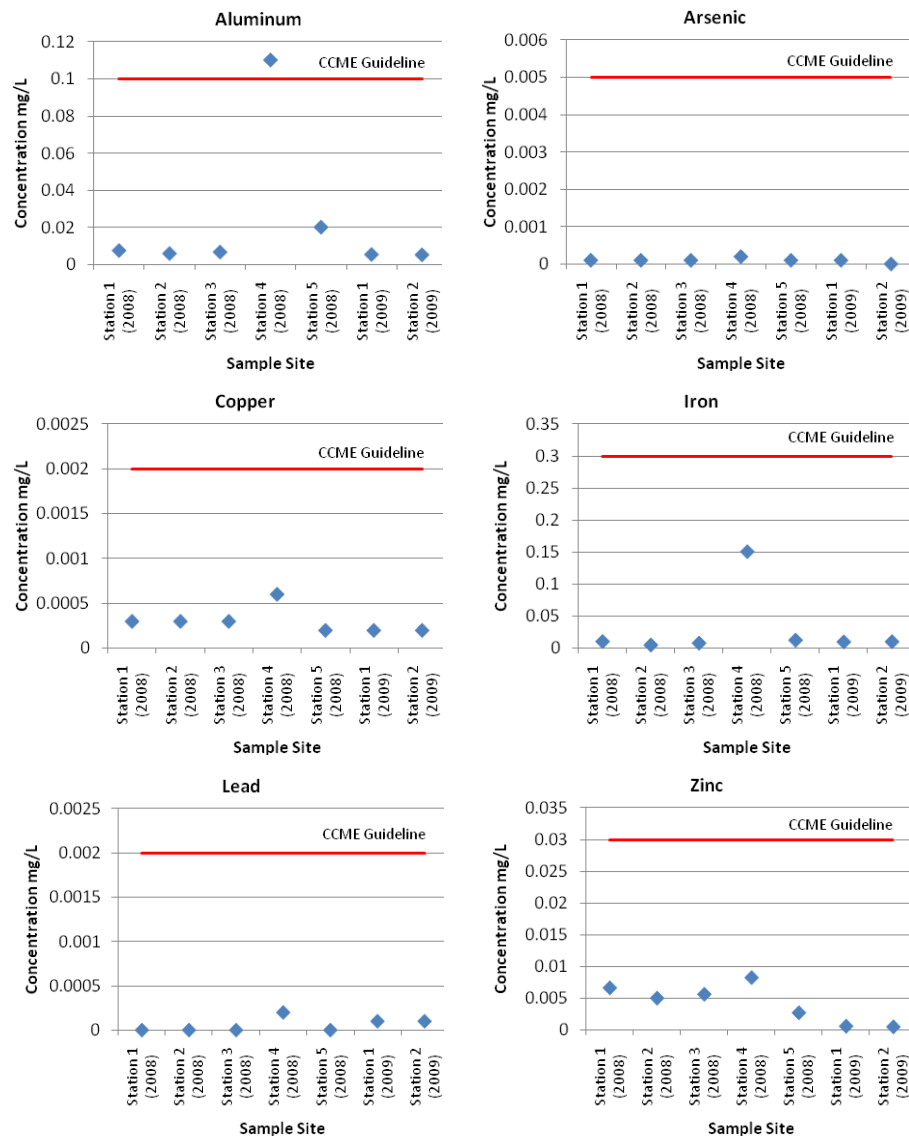 Aluminum
Concentration mg/L
0.12
0.1
0.08
0.06
0.04
0.02
0
CCME Guideline
Station 1 (2008)
Station 2 (2008)
Station 3 (2008)
Station 4 (2008)
Station 5 (2008)
Station 1 (2009)
Station 2 (2009)
Sample Site
Arsenic
Concentration mg/L
0.006
0.005
0.004
0.003
0.002
0.001
0
CCME Guideline
Station 1 (2008)
Station 2 (2008)
Station 3 (2008)
Station 4 (2008)
Station 5 (2008)
Station 1 (2009)
Station 2 (2009)
Sample Site
Copper
Concentration mg/L
0.0025
0.002
0.0015
0.001
0.0005
0
CCME Guideline
Station 1 (2008)
Station 2 (2008)
Station 3 (2008)
Station 4 (2008)
Station 5 (2008)
Station 1 (2009)
Station 2 (2009)
Sample Site
Iron
Concentration mg/L
0.35
0.3
0.25
0.2
0.15
0.1
0.05
0
CCME Guideline
Station 1 (2008)
Station 2 (2008)
Station 3 (2008)
Station 4 (2008)
Station 5 (2008)
Station 1 (2009)
Station 2 (2009)
Sample Site
Lead
Concentration mg/L
0.0025
0.002
0.0015
0.001
0.0005
0
CCME Guideline
Station 1 (2008)
Station 2 (2008)
Station 3 (2008)
Station 4 (2008)
Station 5 (2008)
Station 1 (2009)
Station 2 (2009)
Sample Site
Zinc
Concentration mg/L
0.035
0.03
0.025
0.02
0.015
0.01
0.005
0
CCME Guideline
Station 1 (2008)
Station 2 (2008)
Station 3 (2008)
Station 4 (2008)
Station 5 (2008)
Station 1 (2009)
Station 2 (2009)
Sample Site